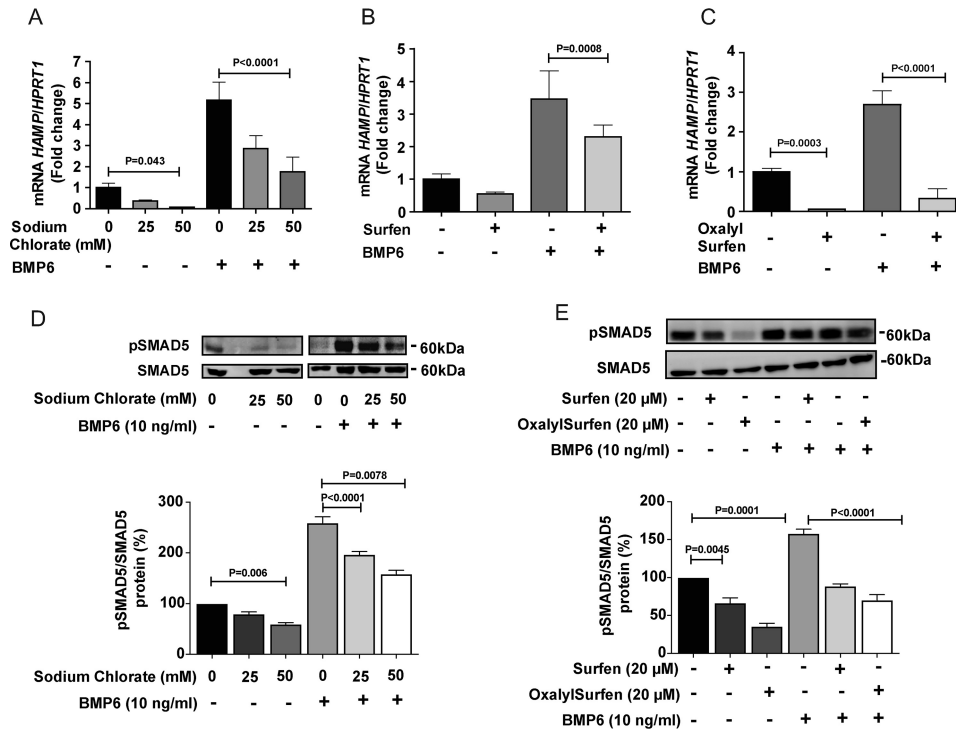 A
mRNA HAMP/HPRT1
(Fold change)
7
6
5
4
3
2
1
0
P=0.043
P<0.0001
Sodium
Chlorate (mM)
0 25 50 0 25 50
BMP6
- - - + + +
B
mRNA HAMP/HPRT1
(Fold change)
5
4
3
2
1
0
P=0.0008
Surfen
- + - +
BMP6
- - + +
C
mRNA HAMP/HPRT1
(Fold change)
4
3
2
1
0
P=0.0003
P<0.0001
Oxalyl
Surfen
- + - +
BMP6
- - + +
D
pSMAD5
-60kDa
SMAD5
-60kDa
Sodium Chlorate (mM)
0 25 50 0 0 25 50
BMP6 (10 ng/ml)
- - - - + + +
pSMAD5/SMAD5
protein (%)
300
200
100
0
P=0.006
P<0.0001
P=0.0078
Sodium Chlorate (mM)
0 25 50 0 25 50
BMP6 (10 ng/ml)
- - - + + +
E
pSMAD5
-60kDa
SMAD5
-60kDa
Surfen (20 µM)
- + - - + - -
OxalylSurfen (20 µM)
- - + - - - +
BMP6 (10 ng/ml)
- - - + + + +
pSMAD5/SMAD5
protein (%)
200
150
100
50
0
P=0.0045
P=0.0001
P<0.0001
Surfen (20 µM)
- + - - + -
OxalylSurfen (20 µM)
- - + - - +
BMP6 (10 ng/ml)
- - - + + +